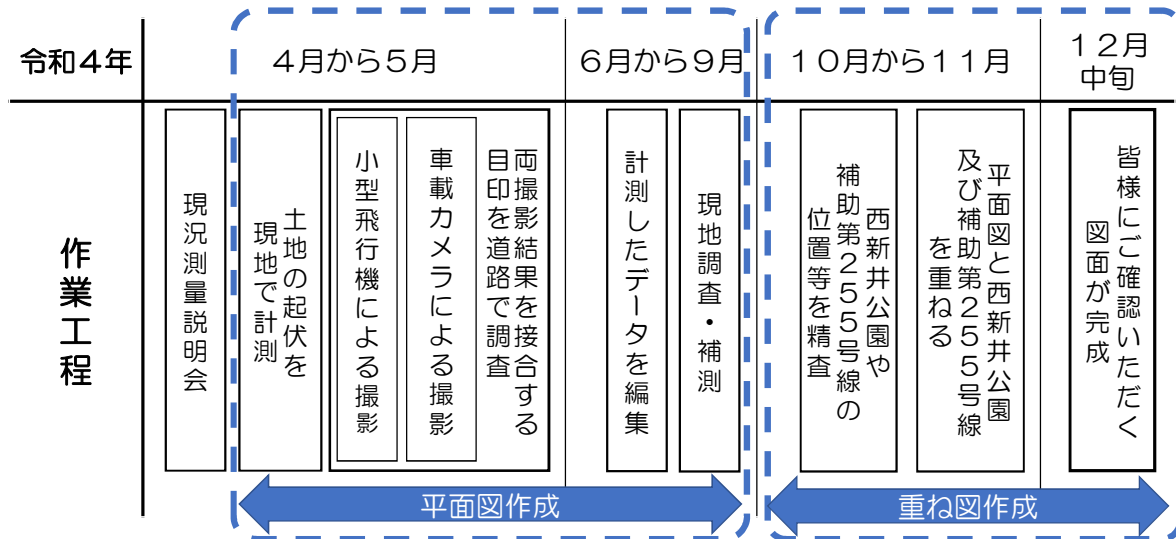 令和4年
4月から5月
6月から9月
10月から11月
12月
中旬
作業工程
現況測量説明会
土地の起伏を
現地で計測
小型飛行機による撮影
車載カメラによる撮影
両撮影結果を接合する
目印を道路で調査
計測したデータを編集
現地調査・補測
西新井公園や
補助第255号線の
位置等を精査
平面図と西新井公園
及び補助第255号線
を重ねる
皆様にご確認いただく
図面が完成
平面図作成
重ね図作成